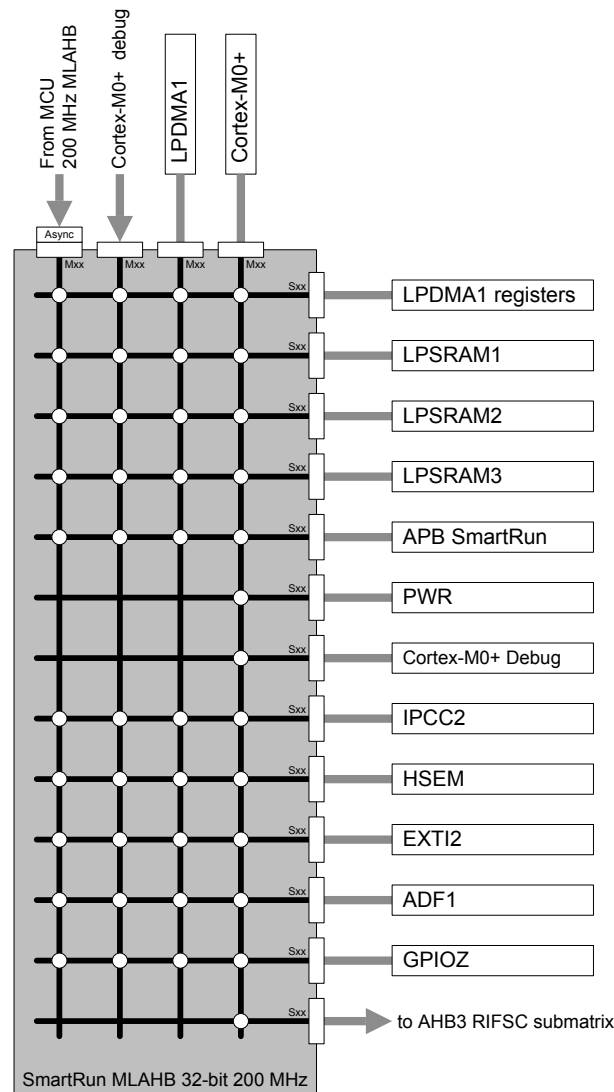 From MCU
200 MHz MLAHB
Cortex-M0+ debug
LPDMA1
Cortex-M0+
Async
Mxx
Mxx
Mxx
Mxx
Sxx
LPDMA1 registers
Sxx
LPSRAM1
Sxx
LPSRAM2
Sxx
LPSRAM3
Sxx
APB SmartRun
Sxx
PWR
Sxx
Cortex-M0+ Debug
Sxx
IPCC2
Sxx
HSEM
Sxx
EXTI2
Sxx
ADF1
Sxx
GPIOZ
Sxx
to AHB3 RIFSC submatrix
SmartRun MLAHB 32-bit 200 MHz